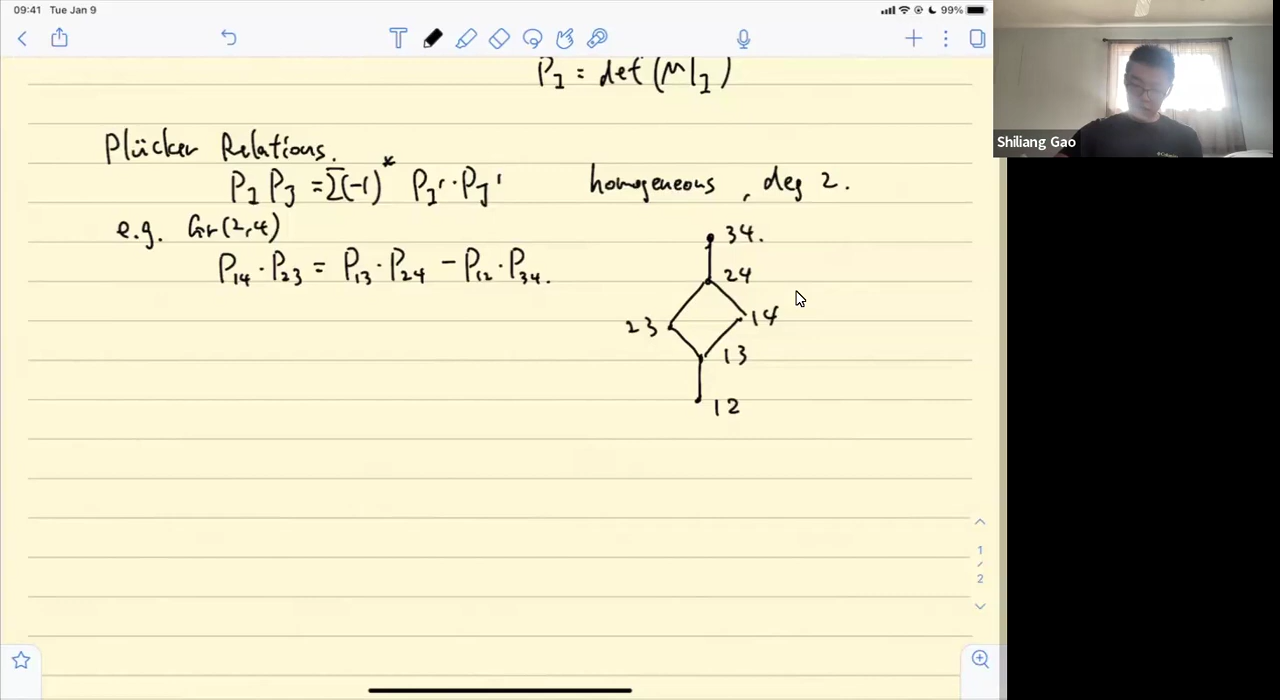 09:41 Tue Jan 9
99%
P_I = det(M|_I)
Shiliang Gao
Plücker Relations.
P_I P_J = Σ(-1)^* P_I' · P_J' homogeneous, deg 2.
e.g. Gr(2,4)
P_14 · P_23 = P_13 · P_24 - P_12 · P_34.
34.
24
23
14
13
12
1
2